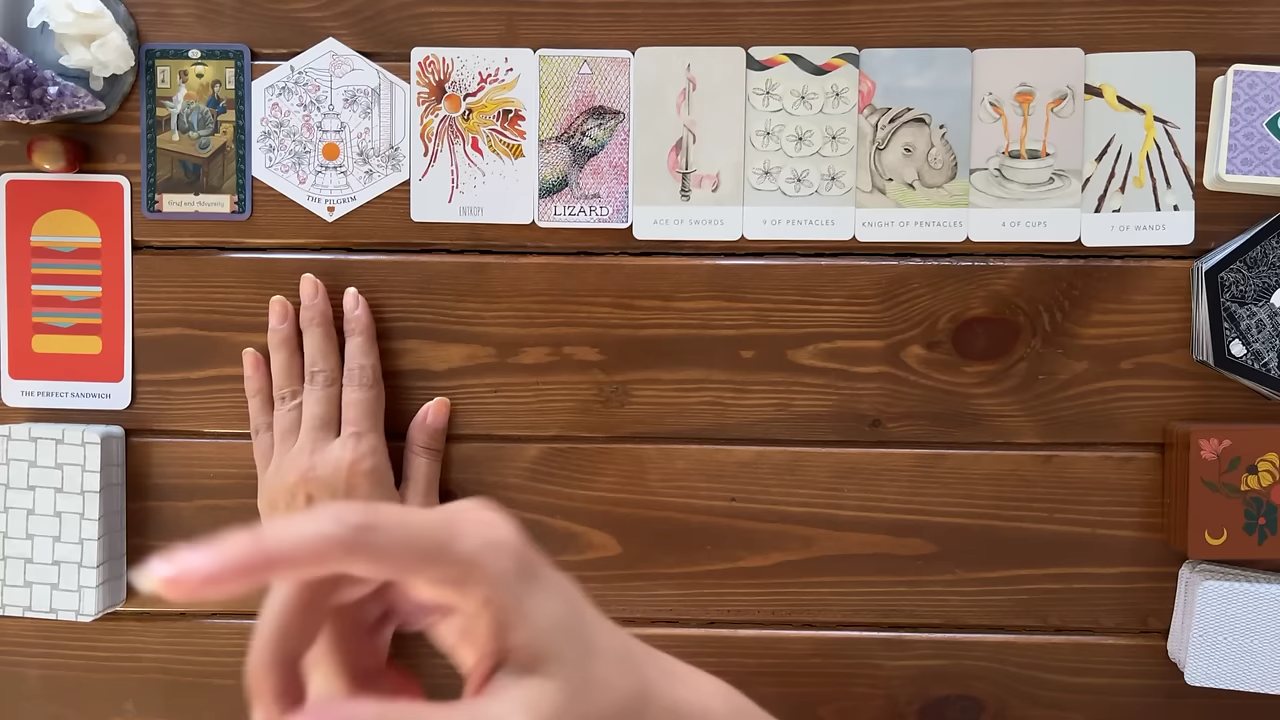 Grief and Adversity
THE PILGRIM
ENTROPY
LIZARD
ACE OF SWORDS
9 OF PENTACLES
KNIGHT OF PENTACLES
4 OF CUPS
7 OF WANDS
THE PERFECT SANDWICH